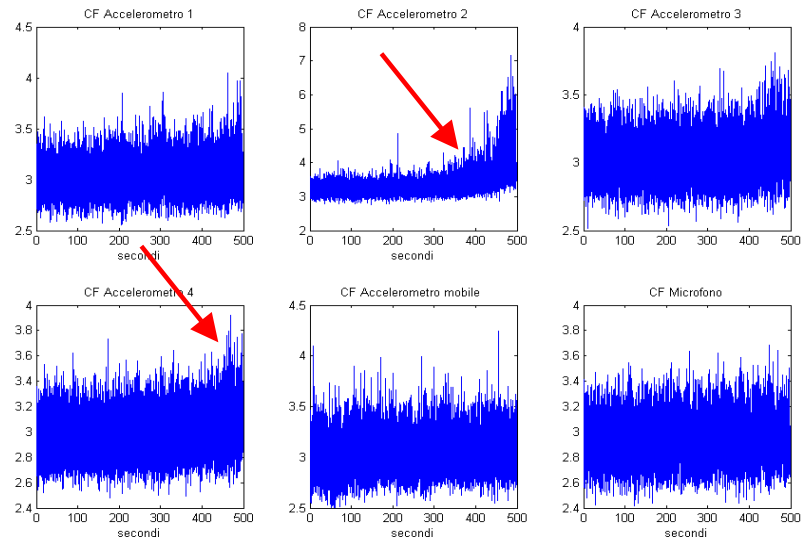 CF Accelerometro 1
4.5
4
3.5
3
2.5
0 100 200 300 400 500
secondi
CF Accelerometro 2
8
7
6
5
4
3
2
0 100 200 300 400 500
secondi
CF Accelerometro 3
4
3.5
3
2.5
0 100 200 300 400 500
secondi
CF Accelerometro 4
4
3.8
3.6
3.4
3.2
3
2.8
2.6
2.4
0 100 200 300 400 500
secondi
CF Accelerometro mobile
4.5
4
3.5
3
2.5
0 100 200 300 400 500
secondi
CF Microfono
4
3.8
3.6
3.4
3.2
3
2.8
2.6
2.4
0 100 200 300 400 500
secondi